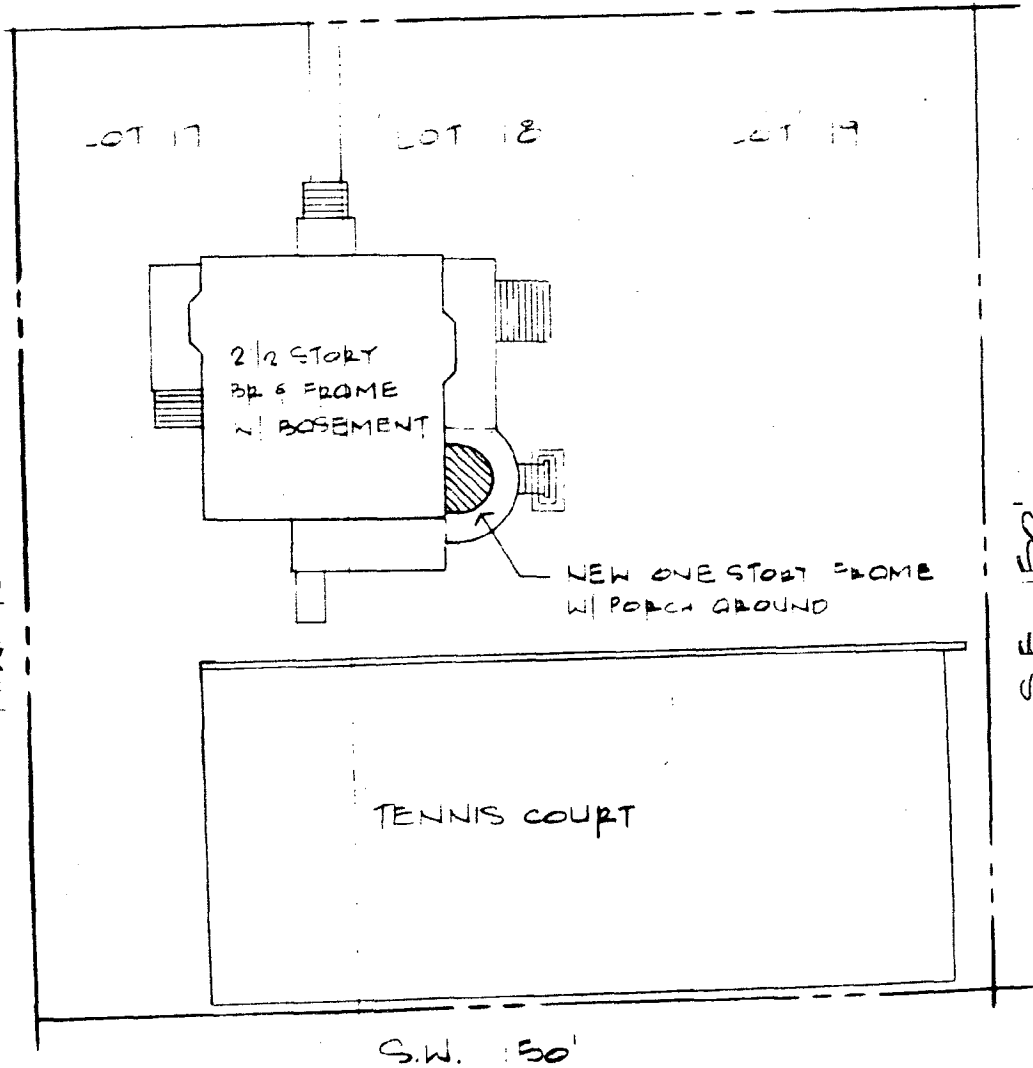 LOT 17
LOT 18
LOT 19
2 1/2 STORY
BR & FRAME
W/ BASEMENT
NEW ONE STORY FRAME
W/ PORCH AROUND
TENNIS COURT
S.E. 150'
S.W. 150'